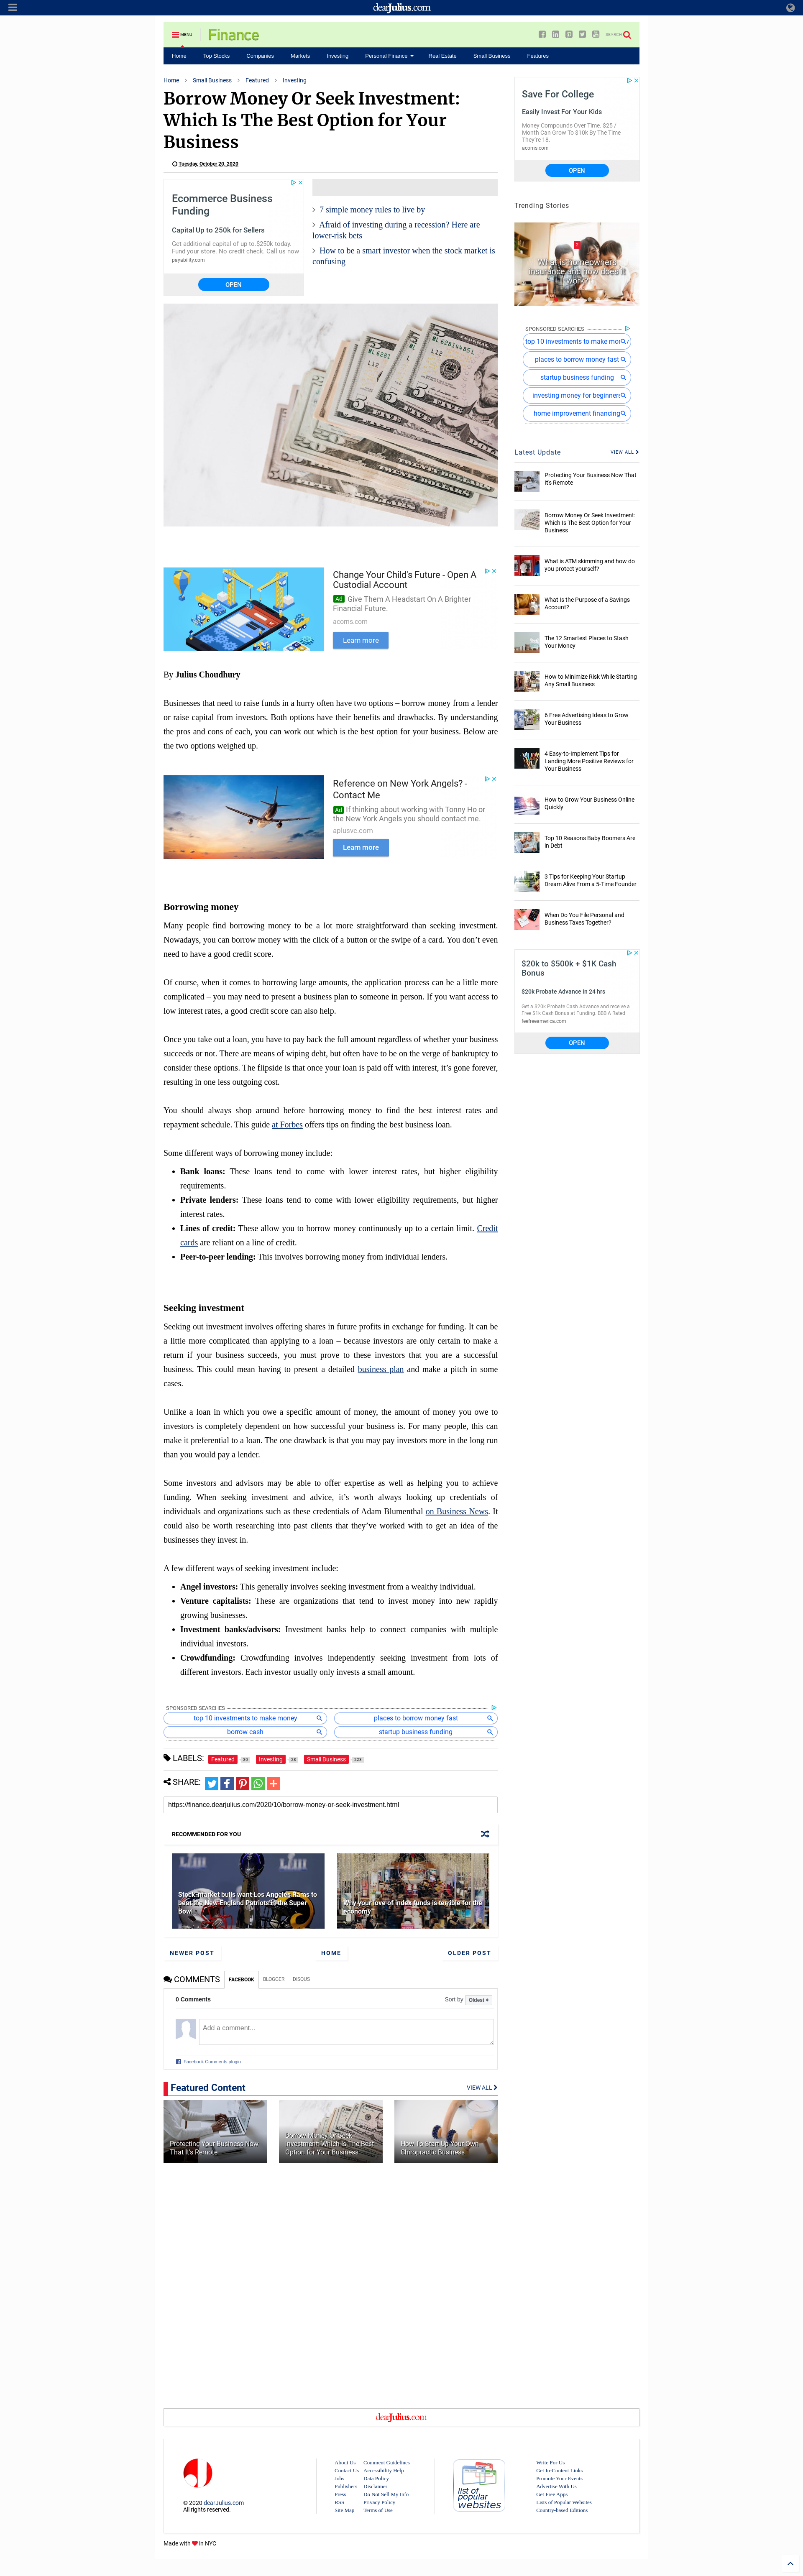 dearJulius.com
MENU
Finance
SEARCH
Home Top Stocks Companies Markets Investing Personal Finance Real Estate Small Business Features
Home > Small Business > Featured > Investing
Borrow Money Or Seek Investment:
Which Is The Best Option for Your
Business
Tuesday, October 20, 2020
Ecommerce Business
Funding
Capital Up to 250k for Sellers
Get additional capital of up to $250k today.
Fund your store. No credit check. Call us now
payability.com
OPEN
7 simple money rules to live by
Afraid of investing during a recession? Here are
lower-risk bets
How to be a smart investor when the stock market is
confusing
Change Your Child's Future - Open A
Custodial Account
Ad Give Them A Headstart On A Brighter
Financial Future.
acorns.com
Learn more
By Julius Choudhury
Businesses that need to raise funds in a hurry often have two options – borrow money from a lender
or raise capital from investors. Both options have their benefits and drawbacks. By understanding
the pros and cons of each, you can work out which is the best option for your business. Below are
the two options weighed up.
Reference on New York Angels? -
Contact Me
Ad If thinking about working with Tonny Ho or
the New York Angels you should contact me.
aplusvc.com
Learn more
Borrowing money
Many people find borrowing money to be a lot more straightforward than seeking investment.
Nowadays, you can borrow money with the click of a button or the swipe of a card. You don’t even
need to have a good credit score.
Of course, when it comes to borrowing large amounts, the application process can be a little more
complicated – you may need to present a business plan to someone in person. If you want access to
low interest rates, a good credit score can also help.
Once you take out a loan, you have to pay back the full amount regardless of whether your business
succeeds or not. There are means of wiping debt, but often have to be on the verge of bankruptcy to
consider these options. The flipside is that once your loan is paid off with interest, it’s gone forever,
resulting in one less outgoing cost.
You should always shop around before borrowing money to find the best interest rates and
repayment schedule. This guide at Forbes offers tips on finding the best business loan.
Some different ways of borrowing money include:
• Bank loans: These loans tend to come with lower interest rates, but higher eligibility
requirements.
• Private lenders: These loans tend to come with lower eligibility requirements, but higher
interest rates.
• Lines of credit: These allow you to borrow money continuously up to a certain limit. Credit
cards are reliant on a line of credit.
• Peer-to-peer lending: This involves borrowing money from individual lenders.
Seeking investment
Seeking out investment involves offering shares in future profits in exchange for funding. It can be
a little more complicated than applying to a loan – because investors are only certain to make a
return if your business succeeds, you must prove to these investors that you are a successful
business. This could mean having to present a detailed business plan and make a pitch in some
cases.
Unlike a loan in which you owe a specific amount of money, the amount of money you owe to
investors is completely dependent on how successful your business is. For many people, this can
make it preferential to a loan. The one drawback is that you may pay investors more in the long run
than you would pay a lender.
Some investors and advisors may be able to offer expertise as well as helping you to achieve
funding. When seeking investment and advice, it’s worth always looking up credentials of
individuals and organizations such as these credentials of Adam Blumenthal on Business News. It
could also be worth researching into past clients that they’ve worked with to get an idea of the
businesses they invest in.
A few different ways of seeking investment include:
• Angel investors: This generally involves seeking investment from a wealthy individual.
• Venture capitalists: These are organizations that tend to invest money into new rapidly
growing businesses.
• Investment banks/advisors: Investment banks help to connect companies with multiple
individual investors.
• Crowdfunding: Crowdfunding involves independently seeking investment from lots of
different investors. Each investor usually only invests a small amount.
SPONSORED SEARCHES
top 10 investments to make money
places to borrow money fast
borrow cash
startup business funding
LABELS: Featured 30 Investing 28 Small Business 223
SHARE:
https://finance.dearjulius.com/2020/10/borrow-money-or-seek-investment.html
RECOMMENDED FOR YOU
Stock-market bulls want Los Angeles Rams to
beat the New England Patriots in the Super
Bowl
Why your love of index funds is terrible for the
economy
NEWER POST HOME OLDER POST
COMMENTS FACEBOOK BLOGGER DISQUS
0 Comments
Sort by Oldest
Add a comment...
Facebook Comments plugin
Featured Content
VIEW ALL
Protecting Your Business Now
That It's Remote
Borrow Money Or Seek
Investment: Which Is The Best
Option for Your Business
How To Start Up Your Own
Chiropractic Business
Save For College
Easily Invest For Your Kids
Money Compounds Over Time. $25 /
Month Can Grow To $10k By The Time
They're 18.
acorns.com
OPEN
Trending Stories
What is homeowners
insurance and how does it
work?
SPONSORED SEARCHES
top 10 investments to make money
places to borrow money fast
startup business funding
investing money for beginners
home improvement financing
Latest Update
VIEW ALL
Protecting Your Business Now That
It's Remote
Borrow Money Or Seek Investment:
Which Is The Best Option for Your
Business
What is ATM skimming and how do
you protect yourself?
What Is the Purpose of a Savings
Account?
The 12 Smartest Places to Stash
Your Money
How to Minimize Risk While Starting
Any Small Business
6 Free Advertising Ideas to Grow
Your Business
4 Easy-to-Implement Tips for
Landing More Positive Reviews for
Your Business
How to Grow Your Business Online
Quickly
Top 10 Reasons Baby Boomers Are
in Debt
3 Tips for Keeping Your Startup
Dream Alive From a 5-Time Founder
When Do You File Personal and
Business Taxes Together?
$20k to $500k + $1K Cash
Bonus
$20k Probate Advance in 24 hrs
Get a $20k Probate Cash Advance and receive a
Free $1k Cash Bonus at Funding. BBB A Rated
heirfreeamerica.com
OPEN
dearJulius.com
© 2020 dearJulius.com
All rights reserved.
About Us
Contact Us
Jobs
Publishers
Press
RSS
Site Map
Comment Guidelines
Accessibility Help
Data Policy
Disclaimer
Do Not Sell My Info
Privacy Policy
Terms of Use
list of
popular
websites
Write For Us
Get In-Content Links
Promote Your Events
Advertise With Us
Get Free Apps
Lists of Popular Websites
Country-based Editions
Made with in NYC